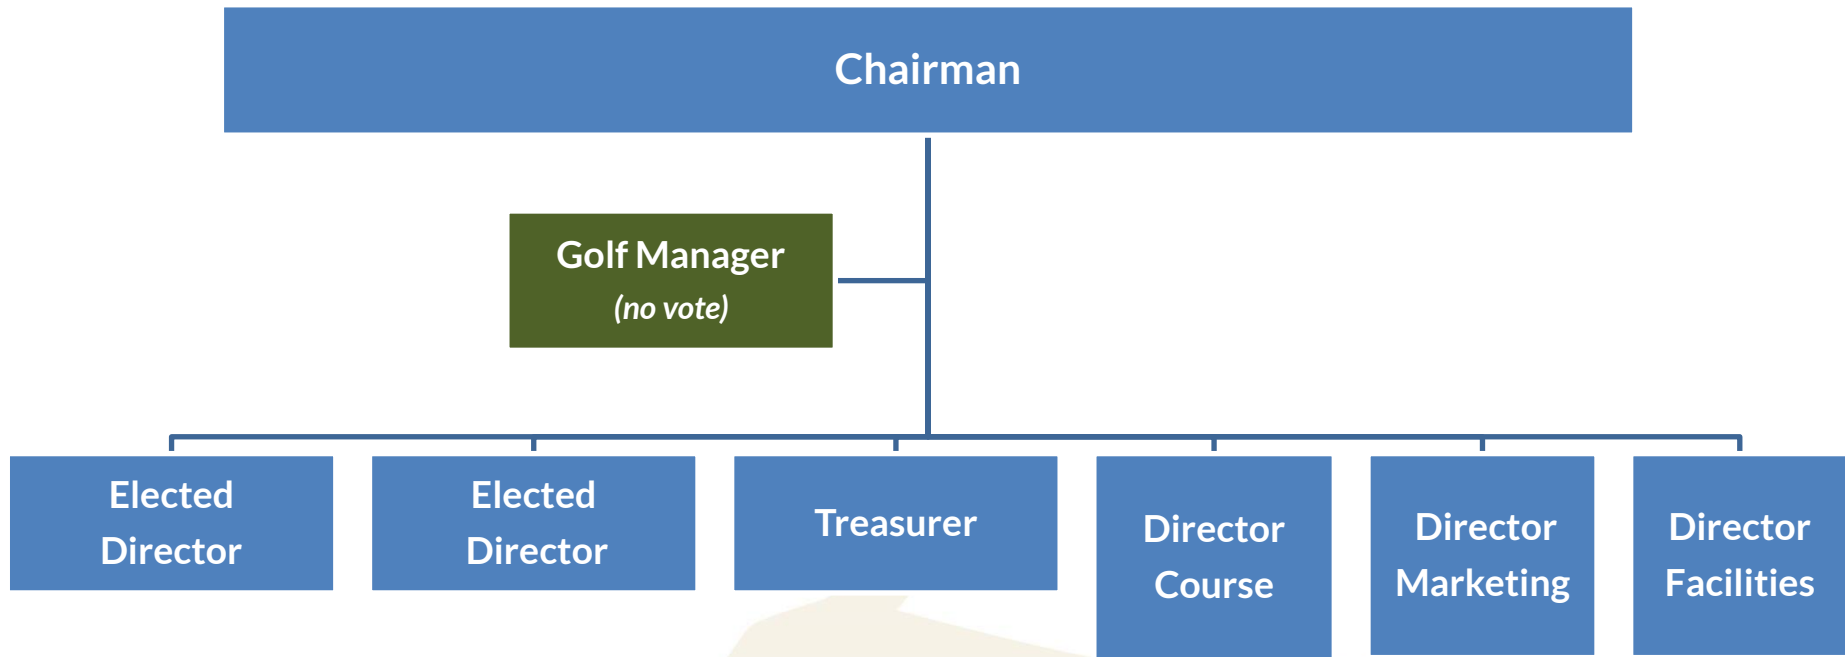 Chairman
Golf Manager
(no vote)
Elected
Director
Elected
Director
Treasurer
Director
Course
Director
Marketing
Director
Facilities